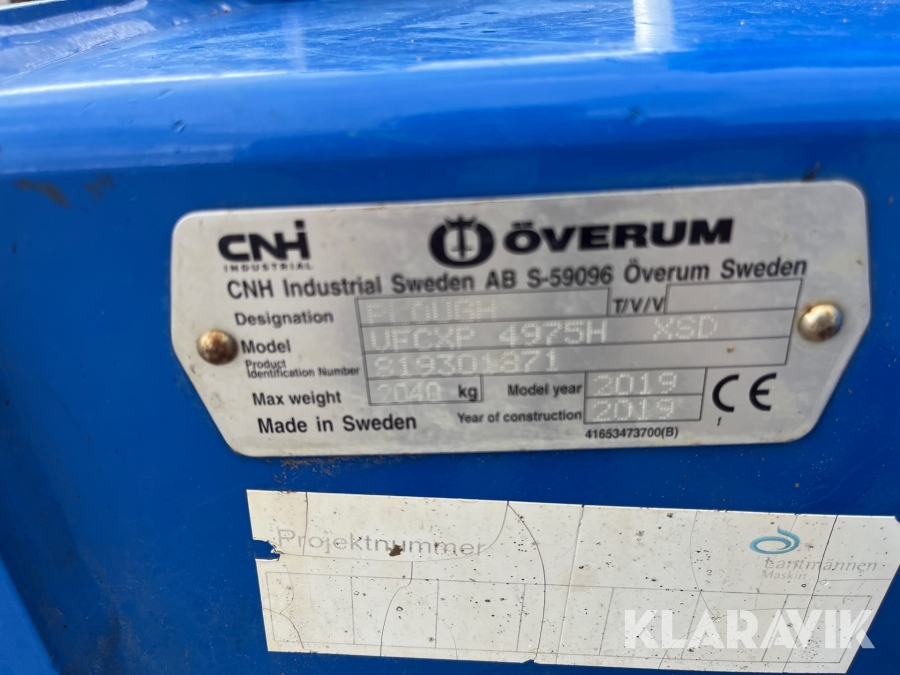 CNH
INDUSTRIAL
ÖVERUM
CNH Industrial Sweden AB S-59096 Överum Sweden
Designation PLOUGH T/V/V
Model VFCXP 4975H XSD
Product Identification Number S19301871
Max weight 2040 kg Model year 2019
Made in Sweden Year of construction 2019
CE
41653473700(B)
Projektnummer
Lantmännen
Maskin
KLARAVIK